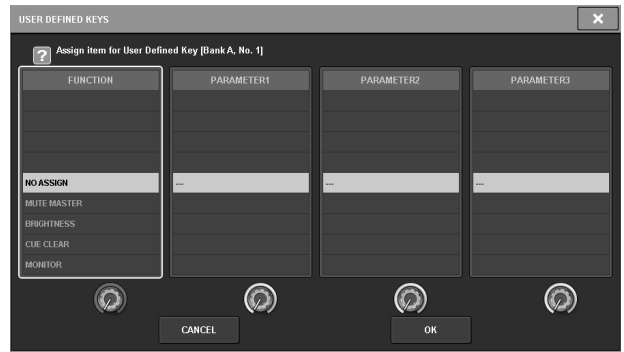 USER DEFINED KEYS
?
Assign item for User Defined Key [Bank A, No. 1]
FUNCTION
PARAMETER1
PARAMETER2
PARAMETER3
NO ASSIGN
---
---
---
MUTE MASTER
BRIGHTNESS
CUE CLEAR
MONITOR
CANCEL
OK